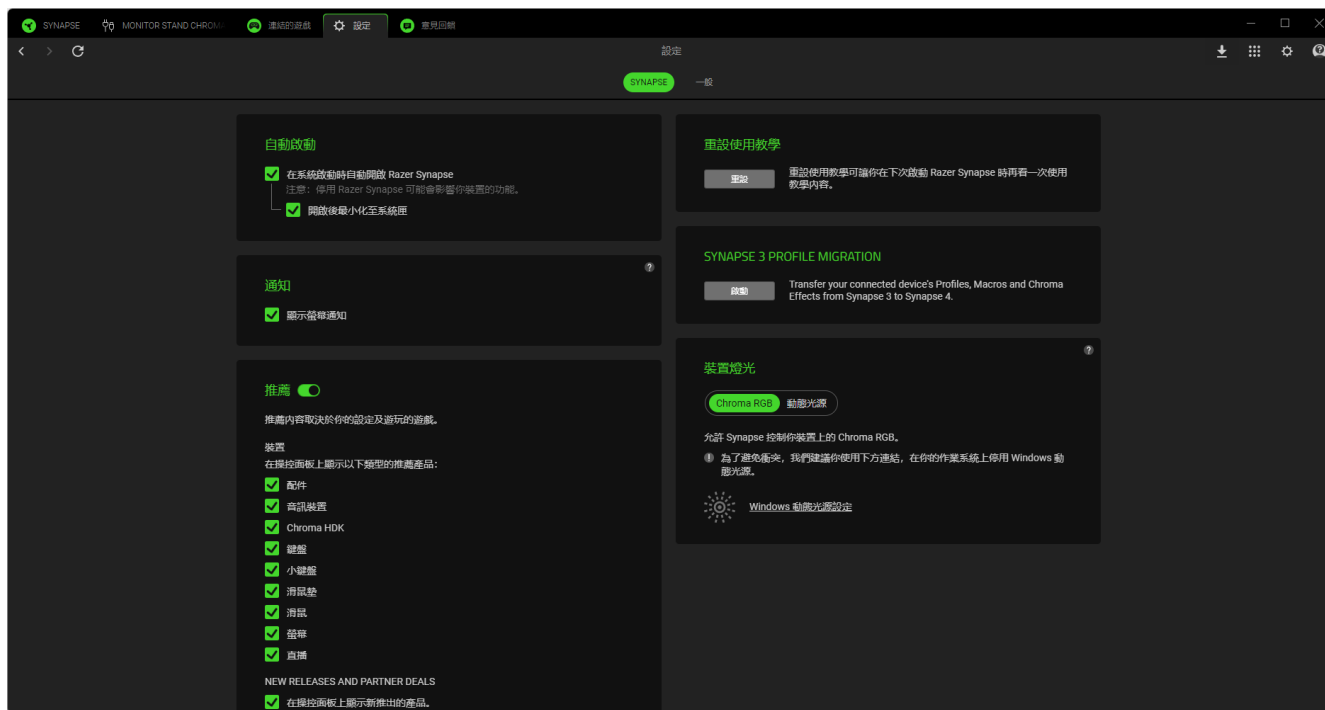 SYNAPSE
MONITOR STAND CHROMA
連結的遊戲
設定
意見回饋
設定
SYNAPSE
一般
自動啟動
在系統啟動時自動開啟 Razer Synapse
注意：停用 Razer Synapse 可能會影響你裝置的功能。
開啟後最小化至系統匣
通知
顯示螢幕通知
推薦
推薦內容取決於你的設定及遊玩的遊戲。
裝置
在操控面板上顯示以下類型的推薦產品：
配件
音訊裝置
Chroma HDK
鍵盤
小鍵盤
滑鼠墊
滑鼠
螢幕
直播
NEW RELEASES AND PARTNER DEALS
在操控面板上顯示新推出的產品。
重設使用教學
重設
重設使用教學可讓你在下次啟動 Razer Synapse 時再看一次使用
教學內容。
SYNAPSE 3 PROFILE MIGRATION
啟動
Transfer your connected device's Profiles, Macros and Chroma
Effects from Synapse 3 to Synapse 4.
裝置燈光
Chroma RGB
動態光源
允許 Synapse 控制你裝置上的 Chroma RGB。
為了避免衝突，我們建議你使用下方連結，在你的作業系統上停用 Windows 動
態光源。
Windows 動態光源設定